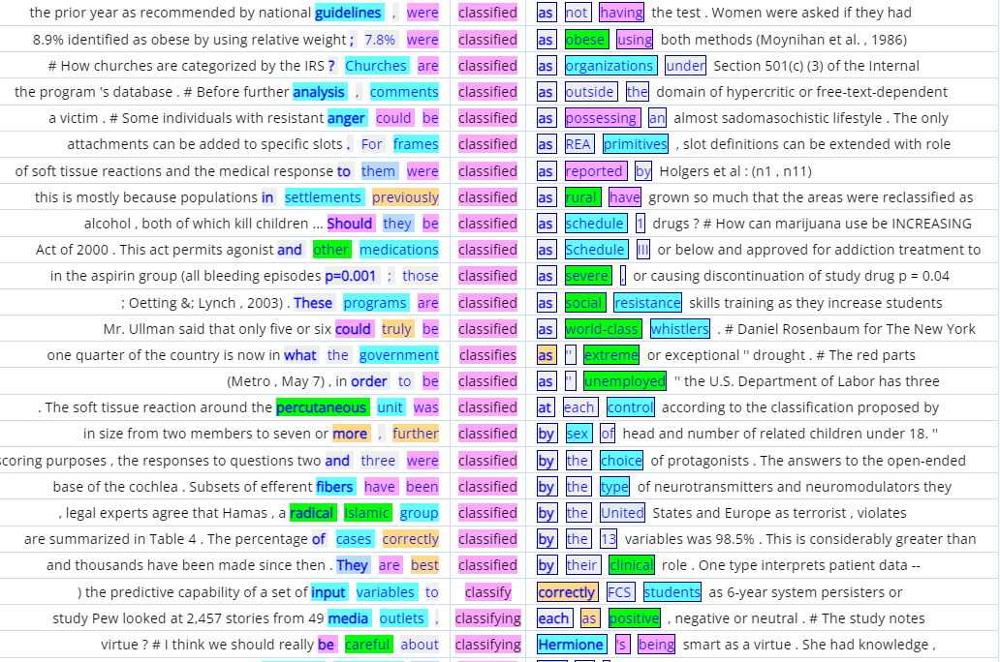 the prior year as recommended by national guidelines , were classified as not having the test . Women were asked if they had
8.9% identified as obese by using relative weight ; 7.8% were classified as obese using both methods (Moynihan et al. , 1986)
# How churches are categorized by the IRS ? Churches are classified as organizations under Section 501(c) (3) of the Internal
the program 's database . # Before further analysis , comments classified as outside the domain of hypercritic or free-text-dependent
a victim . # Some individuals with resistant anger could be classified as possessing an almost sadomasochistic lifestyle . The only
attachments can be added to specific slots . For frames classified as REA primitives , slot definitions can be extended with role
of soft tissue reactions and the medical response to them were classified as reported by Holgers et al : (n1 , n11)
this is mostly because populations in settlements previously classified as rural have grown so much that the areas were reclassified as
alcohol , both of which kill children ... Should they be classified as schedule 1 drugs ? # How can marijuana use be INCREASING
Act of 2000 . This act permits agonist and other medications classified as Schedule III or below and approved for addiction treatment to
in the aspirin group (all bleeding episodes p=0.001 ; those classified as severe , or causing discontinuation of study drug p = 0.04
; Oetting &; Lynch , 2003) . These programs are classified as social resistance skills training as they increase students
Mr. Ullman said that only five or six could truly be classified as world-class whistlers . # Daniel Rosenbaum for The New York
one quarter of the country is now in what the government classifies as " extreme or exceptional " drought . # The red parts
(Metro , May 7) , in order to be classified as " unemployed " the U.S. Department of Labor has three
. The soft tissue reaction around the percutaneous unit was classified at each control according to the classification proposed by
in size from two members to seven or more , further classified by sex of head and number of related children under 18. "
scoring purposes , the responses to questions two and three were classified by the choice of protagonists . The answers to the open-ended
base of the cochlea . Subsets of efferent fibers have been classified by the type of neurotransmitters and neuromodulators they
, legal experts agree that Hamas , a radical Islamic group classified by the United States and Europe as terrorist , violates
are summarized in Table 4 . The percentage of cases correctly classified by the 13 variables was 98.5% . This is considerably greater than
and thousands have been made since then . They are best classified by their clinical role . One type interprets patient data --
) the predictive capability of a set of input variables to classify correctly FCS students as 6-year system persisters or
study Pew looked at 2,457 stories from 49 media outlets , classifying each as positive , negative or neutral . # The study notes
virtue ? # I think we should really be careful about classifying Hermione 's being smart as a virtue . She had knowledge ,